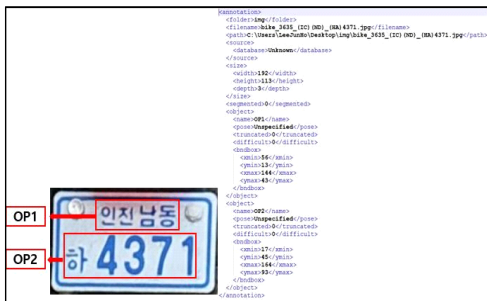 <annotation>
<folder>img</folder>
<filename>bike_3635_(IC)(ND)_(HA)4371.jpg</filename>
<path>C:\Users\LeeJunHo\Desktop\img\bike_3635_(IC)(ND)_(HA)4371.jpg</path>
<source>
<database>Unknown</database>
</source>
<size>
<width>192</width>
<height>113</height>
<depth>3</depth>
</size>
<segmented>0</segmented>
<object>
<name>OP1</name>
<pose>Unspecified</pose>
<truncated>0</truncated>
<difficult>0</difficult>
<bndbox>
<xmin>56</xmin>
<ymin>13</ymin>
<xmax>144</xmax>
<ymax>43</ymax>
</bndbox>
</object>
<object>
<name>OP2</name>
<pose>Unspecified</pose>
<truncated>0</truncated>
<difficult>0</difficult>
<bndbox>
<xmin>17</xmin>
<ymin>45</ymin>
<xmax>164</xmax>
<ymax>93</ymax>
</bndbox>
</object>
</annotation>
OP1
인천 남동
OP2
하 4371